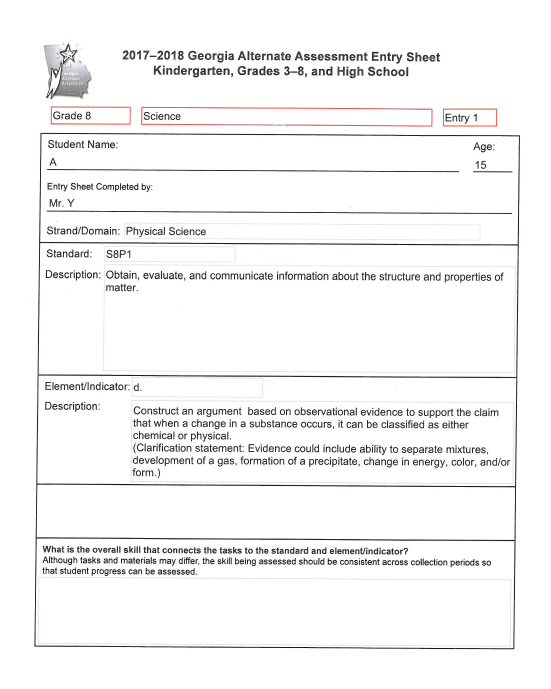 2017–2018 Georgia Alternate Assessment Entry Sheet
Kindergarten, Grades 3–8, and High School
Grade 8
Science
Entry 1
Student Name:
Age:
A
15
Entry Sheet Completed by:
Mr. Y
Strand/Domain: Physical Science
Standard: S8P1
Description: Obtain, evaluate, and communicate information about the structure and properties of
matter.
Element/Indicator: d.
Description:
Construct an argument based on observational evidence to support the claim
that when a change in a substance occurs, it can be classified as either
chemical or physical.
(Clarification statement: Evidence could include ability to separate mixtures,
development of a gas, formation of a precipitate, change in energy, color, and/or
form.)
What is the overall skill that connects the tasks to the standard and element/indicator?
Although tasks and materials may differ, the skill being assessed should be consistent across collection periods so
that student progress can be assessed.